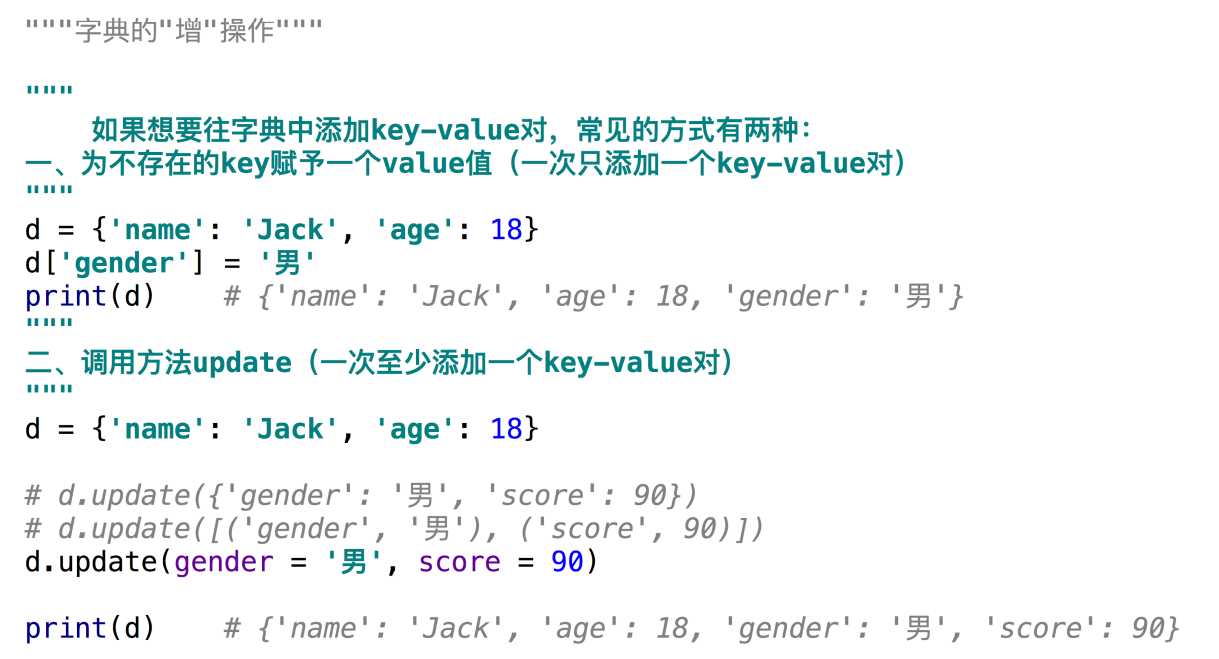 """字典的"增"操作"""
"""
    如果想要往字典中添加key-value对，常见的方式有两种：
一、为不存在的key赋予一个value值（一次只添加一个key-value对）
"""
d = {'name': 'Jack', 'age': 18}
d['gender'] = '男'
print(d)    # {'name': 'Jack', 'age': 18, 'gender': '男'}
"""
二、调用方法update（一次至少添加一个key-value对）
"""
d = {'name': 'Jack', 'age': 18}
# d.update({'gender': '男', 'score': 90})
# d.update([('gender', '男'), ('score', 90)])
d.update(gender = '男', score = 90)
print(d)    # {'name': 'Jack', 'age': 18, 'gender': '男', 'score': 90}